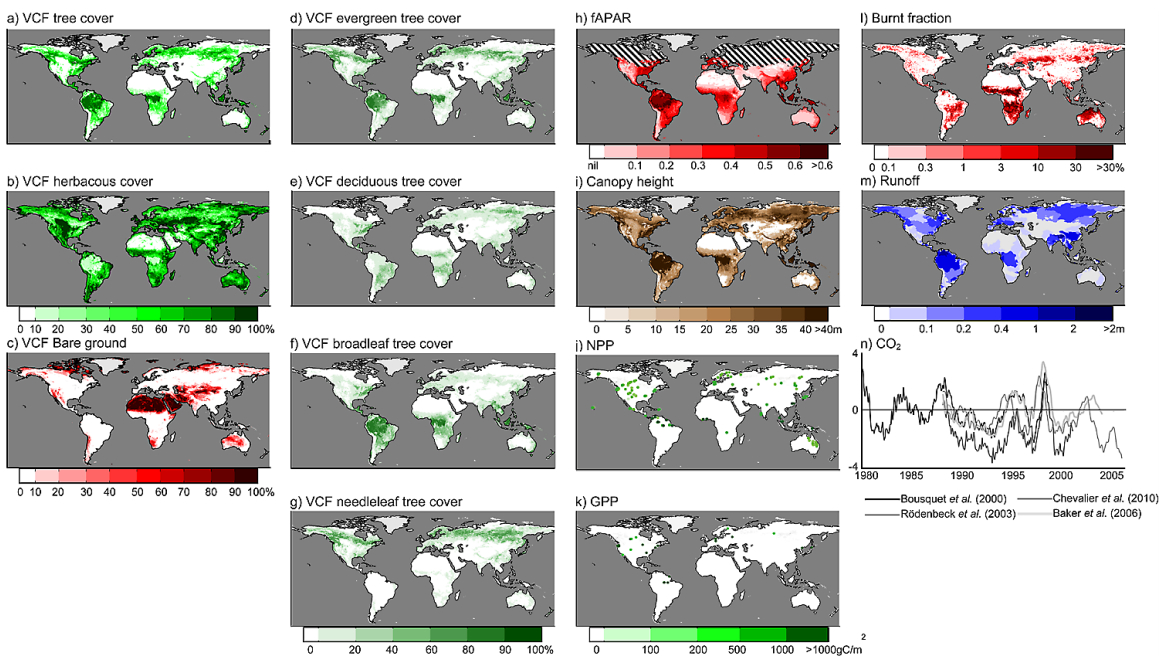 a) VCF tree cover
d) VCF evergreen tree cover
h) fAPAR
l) Burnt fraction
nil 0.1 0.2 0.3 0.4 0.5 0.6 >0.6
0 0.1 0.3 1 3 10 30 >30%
b) VCF herbacous cover
e) VCF deciduous tree cover
i) Canopy height
m) Runoff
0 10 20 30 40 50 60 70 80 90 100%
0 5 10 15 20 25 30 35 40 >40m
0 0.1 0.2 0.4 1 2 >2m
c) VCF Bare ground
f) VCF broadleaf tree cover
j) NPP
n) CO₂
4
0
-4
1980 1985 1990 1995 2000 2005
0 10 20 30 40 50 60 70 80 90 100%
g) VCF needleleaf tree cover
k) GPP
Bousquet et al. (2000)
Chevalier et al. (2010)
Rödenbeck et al. (2003)
Baker et al. (2006)
0 20 40 60 80 90 100%
0 100 200 500 1000 >1000gC/m 2